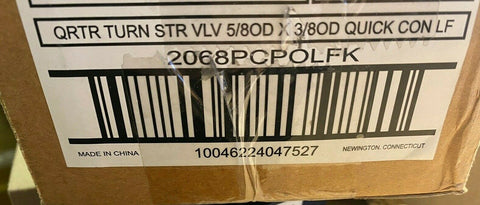 QRTR TURN STR VLV 5/8OD X 3/8OD QUICK CON LF
2068PCPOLFK
MADE IN CHINA 10046224047527 NEWINGTON, CONNECTICUT